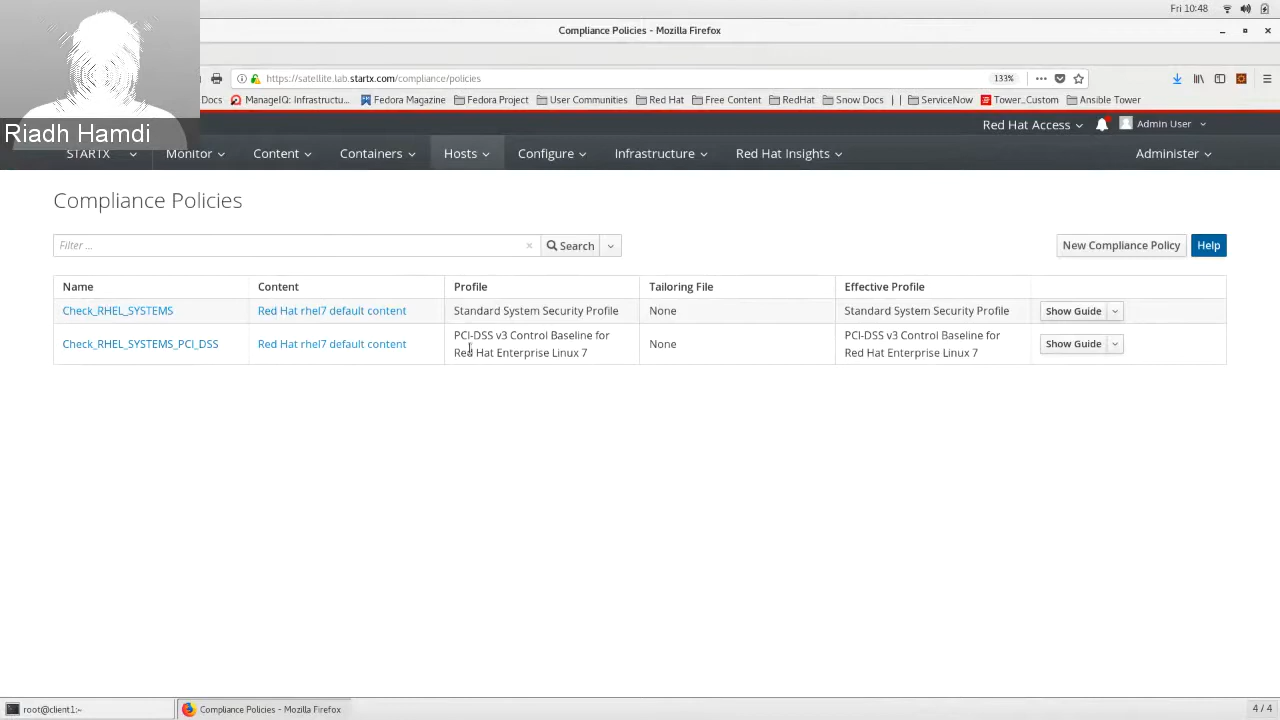 Fri 10:48
Compliance Policies - Mozilla Firefox
https://satellite.lab.startx.com/compliance/policies
133%
Docs
ManageIQ: Infrastructu...
Fedora Magazine
Fedora Project
User Communities
Red Hat
Free Content
RedHat
Snow Docs
ServiceNow
Tower_Custom
Ansible Tower
Riadh Hamdi
Red Hat Access
Admin User
STARTX
Monitor
Content
Containers
Hosts
Configure
Infrastructure
Red Hat Insights
Administer
Compliance Policies
Filter ...
Search
New Compliance Policy
Help
Name
Content
Profile
Tailoring File
Effective Profile
Check_RHEL_SYSTEMS
Red Hat rhel7 default content
Standard System Security Profile
None
Standard System Security Profile
Show Guide
Check_RHEL_SYSTEMS_PCI_DSS
Red Hat rhel7 default content
PCI-DSS v3 Control Baseline for
Red Hat Enterprise Linux 7
None
PCI-DSS v3 Control Baseline for
Red Hat Enterprise Linux 7
Show Guide
root@client1:~
Compliance Policies - Mozilla Firefox
4 / 4